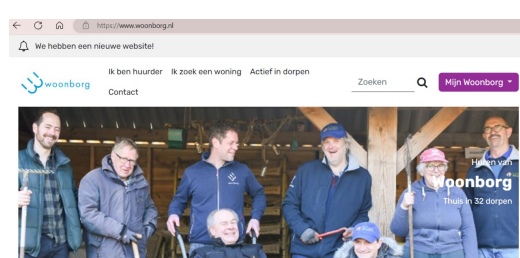 https://www.woonborg.nl
We hebben een nieuwe website!
Ik ben huurder Ik zoek een woning Actief in dorpen
Contact
woonborg
Zoeken
Mijn Woonborg
Huren van
Woonborg
Thuis in 32 dorpen